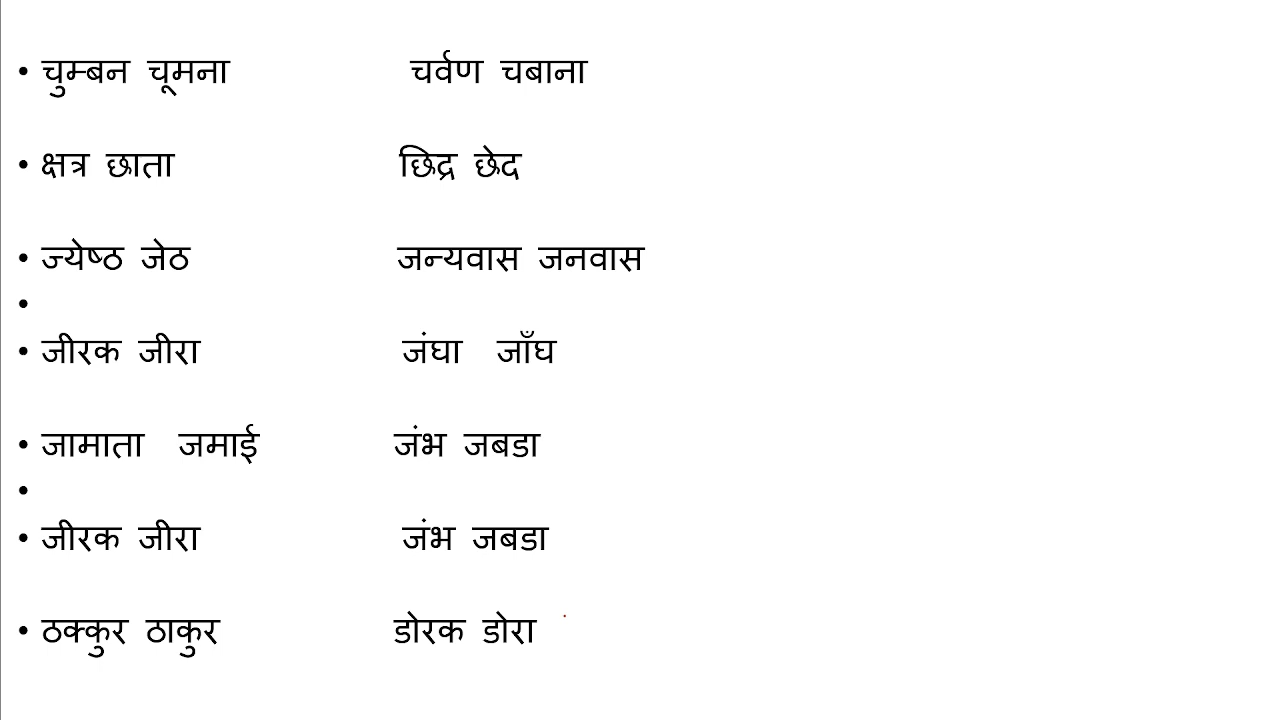 • चुम्बन चूमना चर्वण चबाना
• क्षत्र छाता छिद्र छेद
• ज्येष्ठ जेठ जन्यवास जनवास
•
• जीरक जीरा जंघा जाँघ
• जामाता जमाई जंभ जबडा
•
• जीरक जीरा जंभ जबडा
• ठक्कुर ठाकुर डोरक डोरा